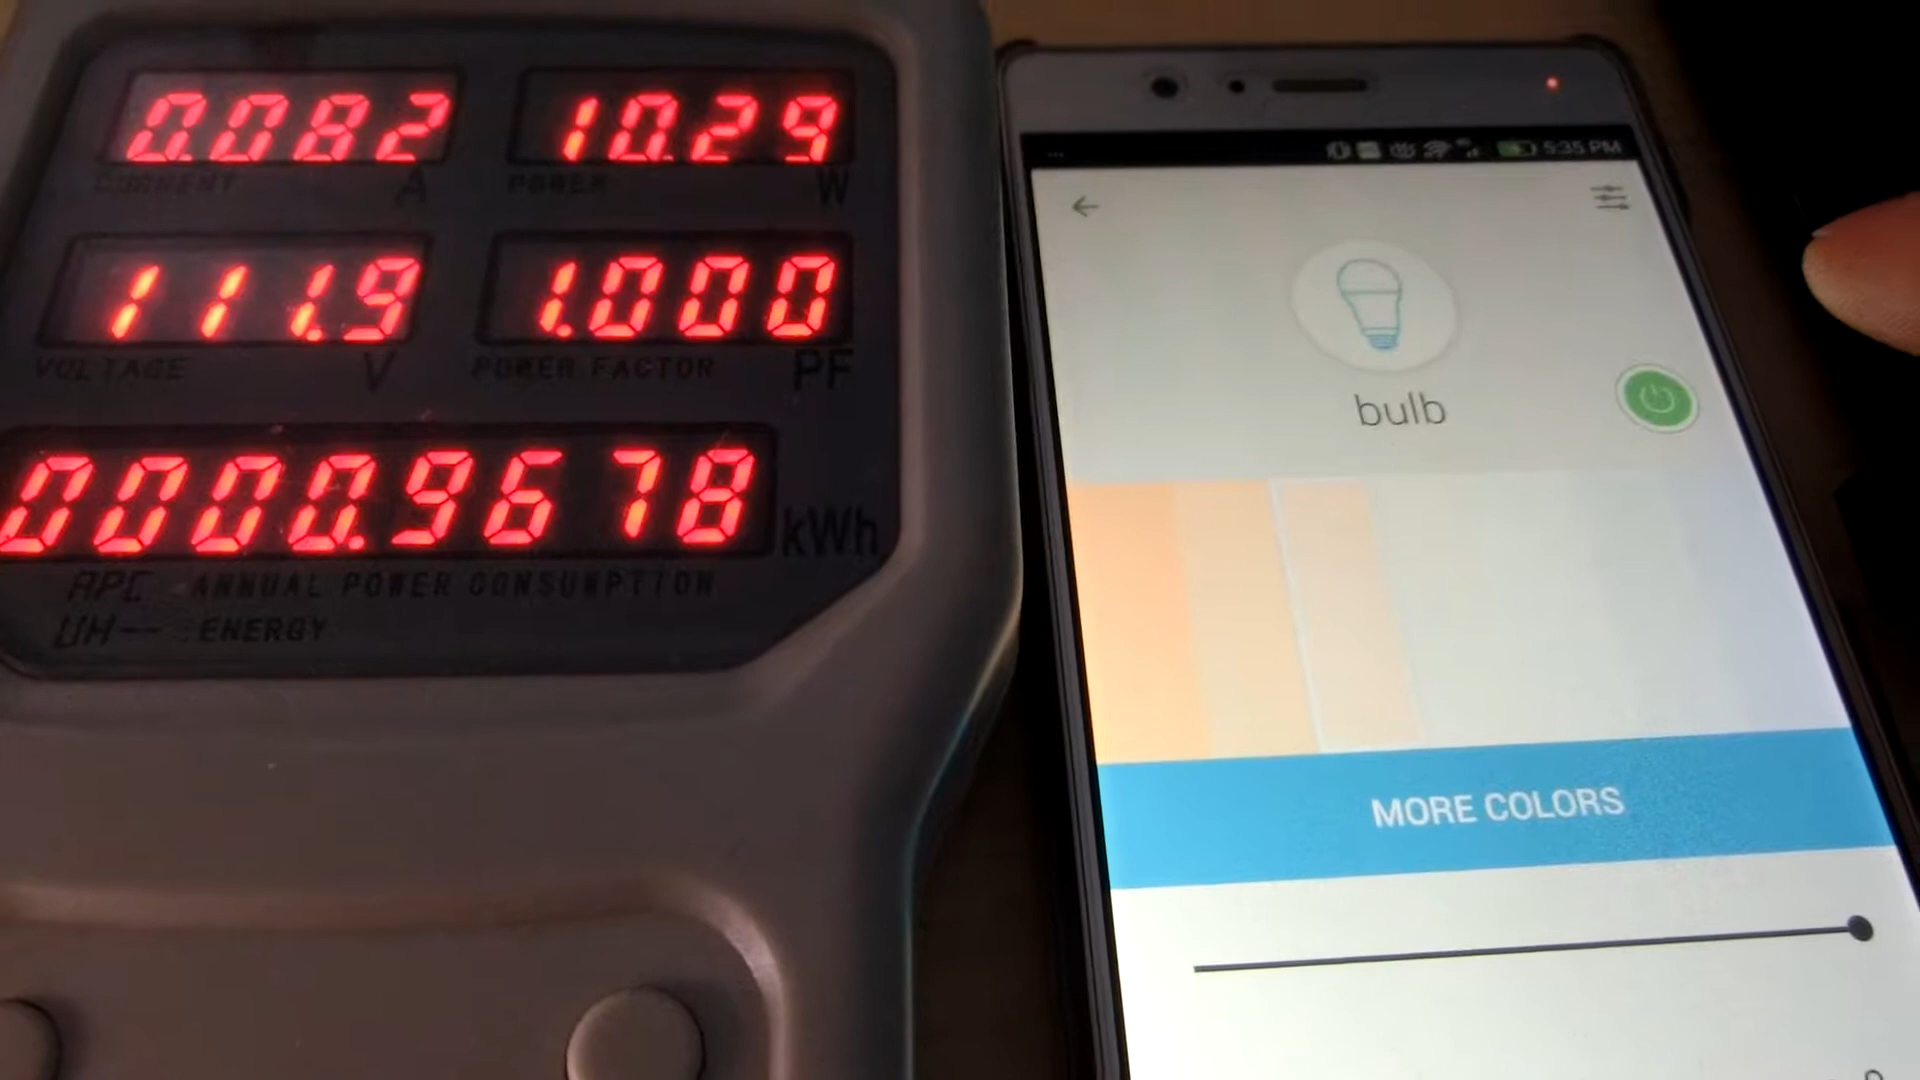 0.082
CURRENT A
10.29
POWER W
111.9
VOLTAGE V
1.000
POWER FACTOR PF
0000.9678
kWh
APC ANNUAL POWER CONSUMPTION
UH— :ENERGY
5:35 PM
bulb
MORE COLORS